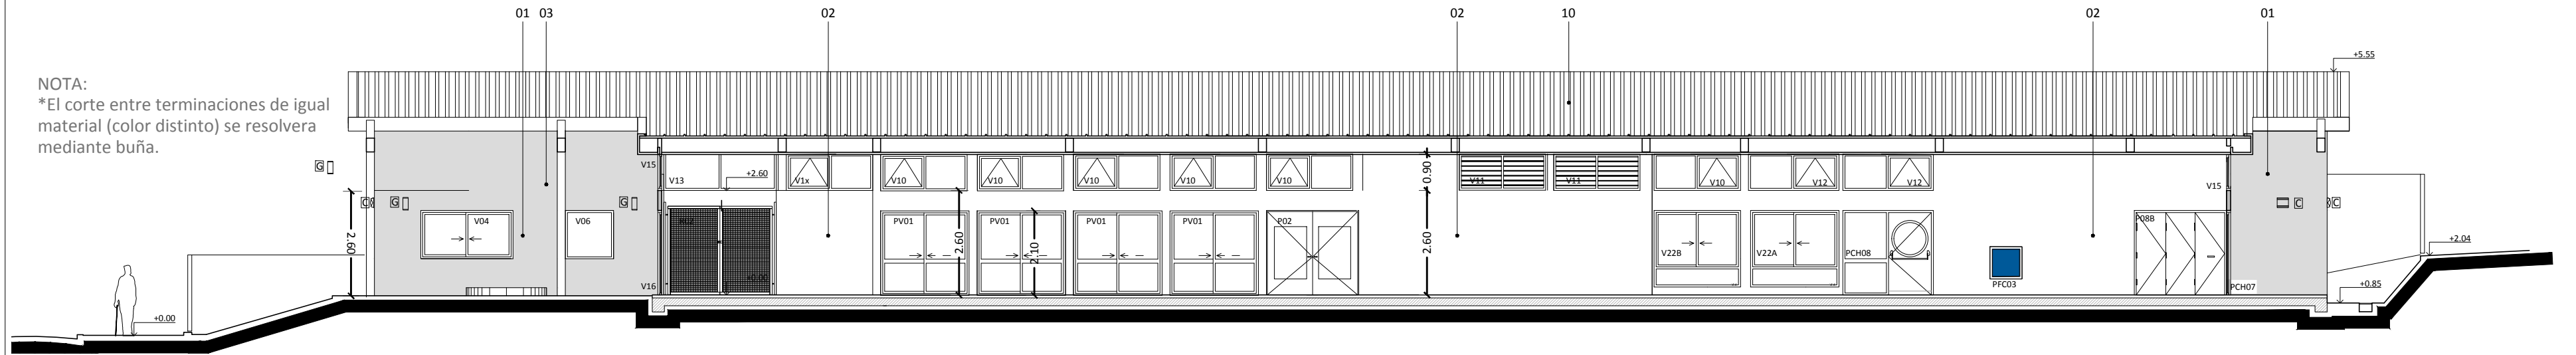 01 03 02 02 10 02 01
+5.55
NOTA:
*El corte entre terminaciones de igual
material (color distinto) se resolvera
mediante buña.
G
V15
V13
+2.60
V1x
V10
V10
V10
V10
V10
0.90
V11
V11
V10
V12
V12
V15
C
G
G
C
C
2.60
V04
V06
PV01
2.60
PV01
2.10
PV01
PV01
P02
2.60
V22B
V22A
PCH08
PFC03
P08B
+2.04
V16
+0.00
PCH07
+0.85
+0.00